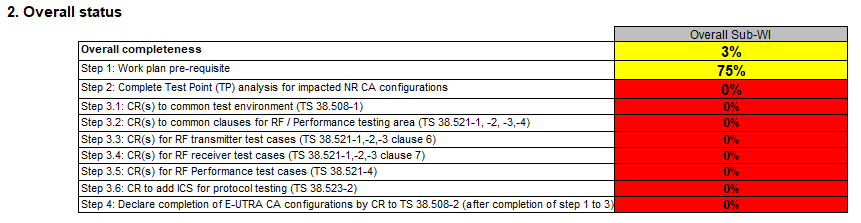 2. Overall status
Overall Sub-WI
Overall completeness 3%
Step 1: Work plan pre-requisite 75%
Step 2: Complete Test Point (TP) analysis for impacted NR CA configurations 0%
Step 3.1: CR(s) to common test environment (TS 38.508-1) 0%
Step 3.2: CR(s) to common clauses for RF / Performance testing area (TS 38.521-1, -2, -3,-4) 0%
Step 3.3: CR(s) for RF transmitter test cases (TS 38.521-1,-2,-3 clause 6) 0%
Step 3.4: CR(s) for RF receiver test cases (TS 38.521-1,-2,-3 clause 7) 0%
Step 3.5: CR(s) for RF Performance test cases (TS 38.521-4) 0%
Step 3.6: CR to add ICS for protocol testing (TS 38.523-2) 0%
Step 4: Declare completion of E-UTRA CA configurations by CR to TS 38.508-2 (after completion of step 1 to 3) 0%